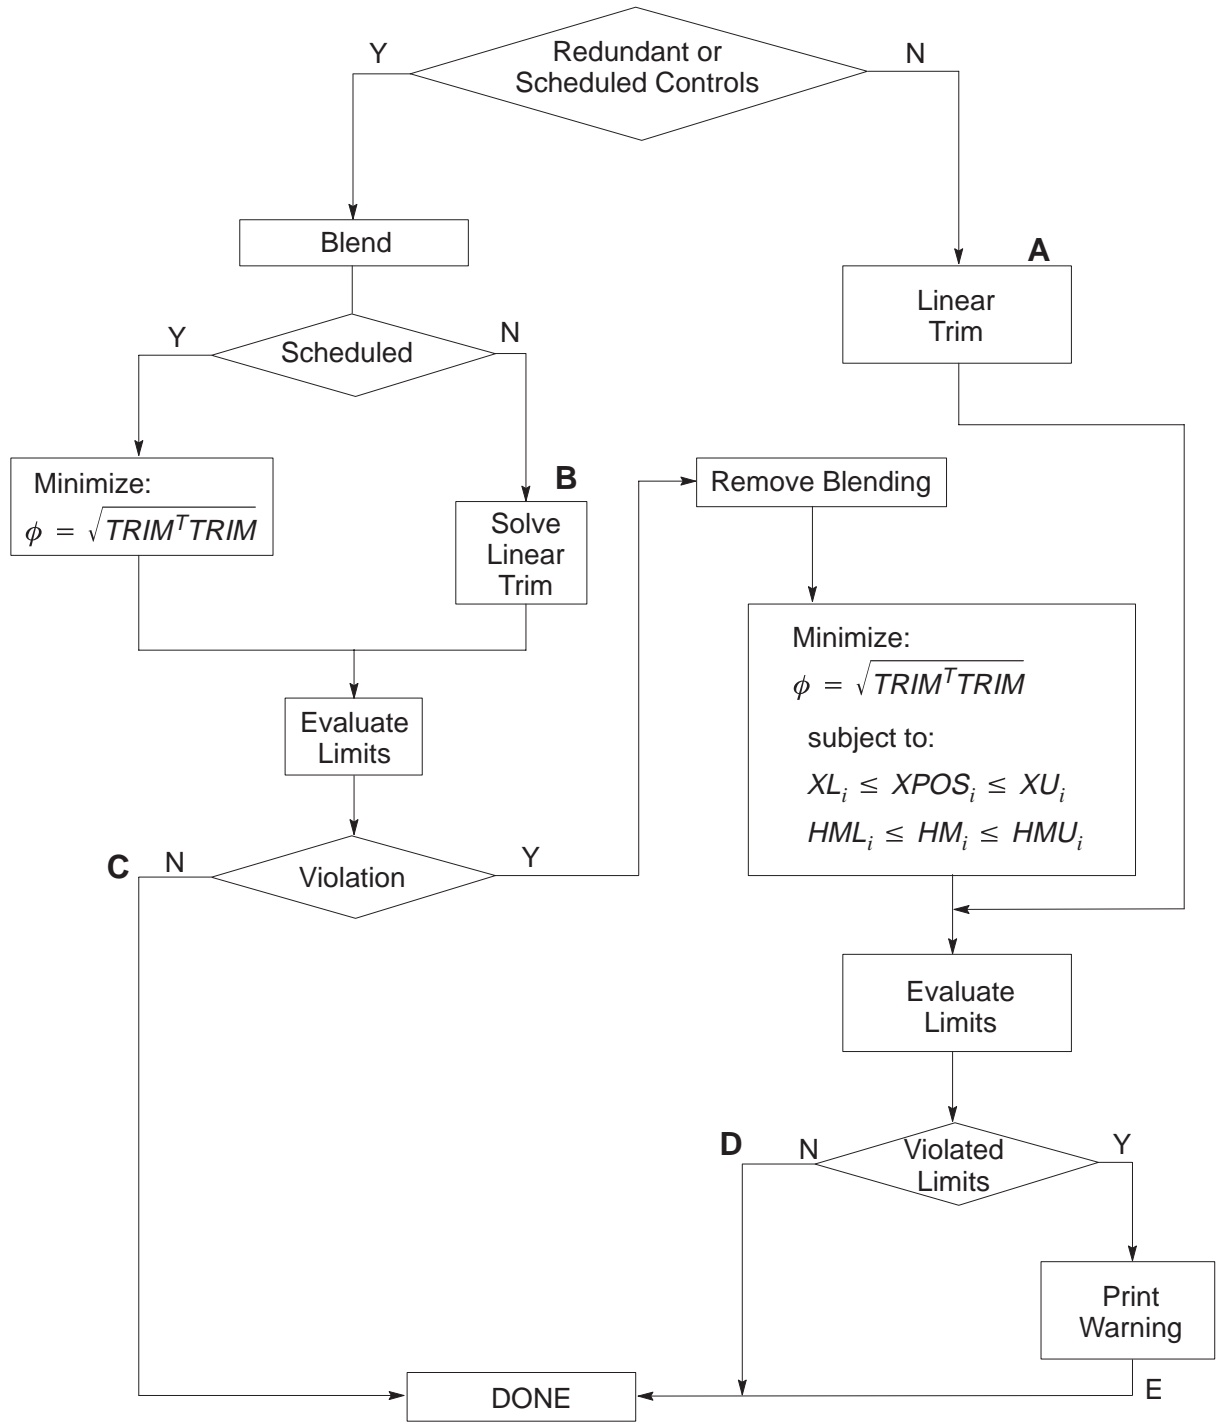 Y
Redundant or
Scheduled Controls
N
Blend
A
Linear
Trim
Y
Scheduled
N
Minimize:
ϕ = √TRIMᵀTRIM
B
Solve
Linear
Trim
Remove Blending
Minimize:
ϕ = √TRIMᵀTRIM
subject to:
XLᵢ ≤ XPOSᵢ ≤ XUᵢ
HMLᵢ ≤ HMᵢ ≤ HMUᵢ
Evaluate
Limits
C
N
Violation
Y
Evaluate
Limits
D
N
Violated
Limits
Y
Print
Warning
DONE
E